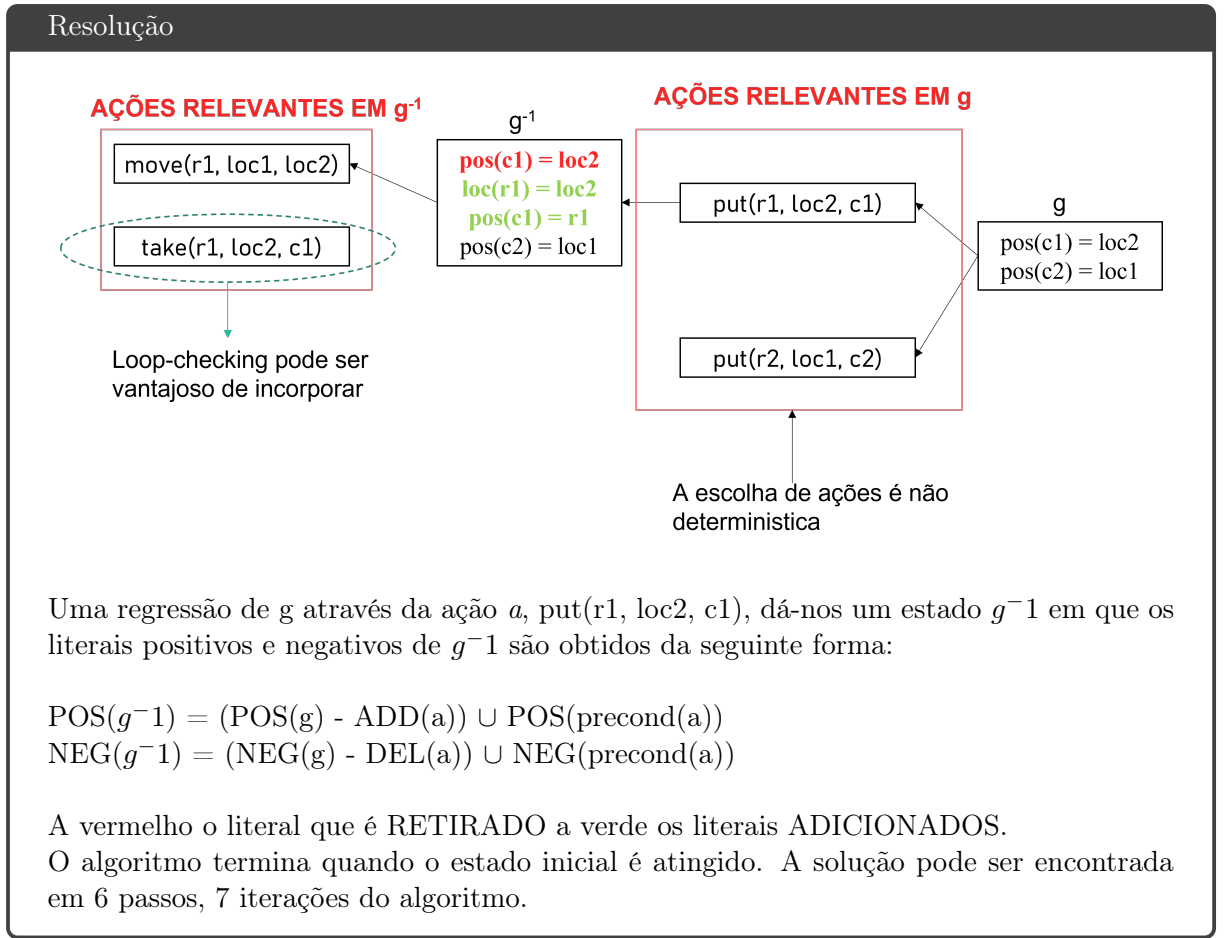 Resolução
AÇÕES RELEVANTES EM g-1
move(r1, loc1, loc2)
take(r1, loc2, c1)
Loop-checking pode ser
vantajoso de incorporar
g-1
pos(c1) = loc2
loc(r1) = loc2
pos(c1) = r1
pos(c2) = loc1
AÇÕES RELEVANTES EM g
put(r1, loc2, c1)
put(r2, loc1, c2)
A escolha de ações é não
deterministica
g
pos(c1) = loc2
pos(c2) = loc1
Uma regressão de g através da ação a, put(r1, loc2, c1), dá-nos um estado g⁻1 em que os
literais positivos e negativos de g⁻1 são obtidos da seguinte forma:
POS(g⁻1) = (POS(g) - ADD(a)) ∪ POS(precond(a))
NEG(g⁻1) = (NEG(g) - DEL(a)) ∪ NEG(precond(a))
A vermelho o literal que é RETIRADO a verde os literais ADICIONADOS.
O algoritmo termina quando o estado inicial é atingido. A solução pode ser encontrada
em 6 passos, 7 iterações do algoritmo.